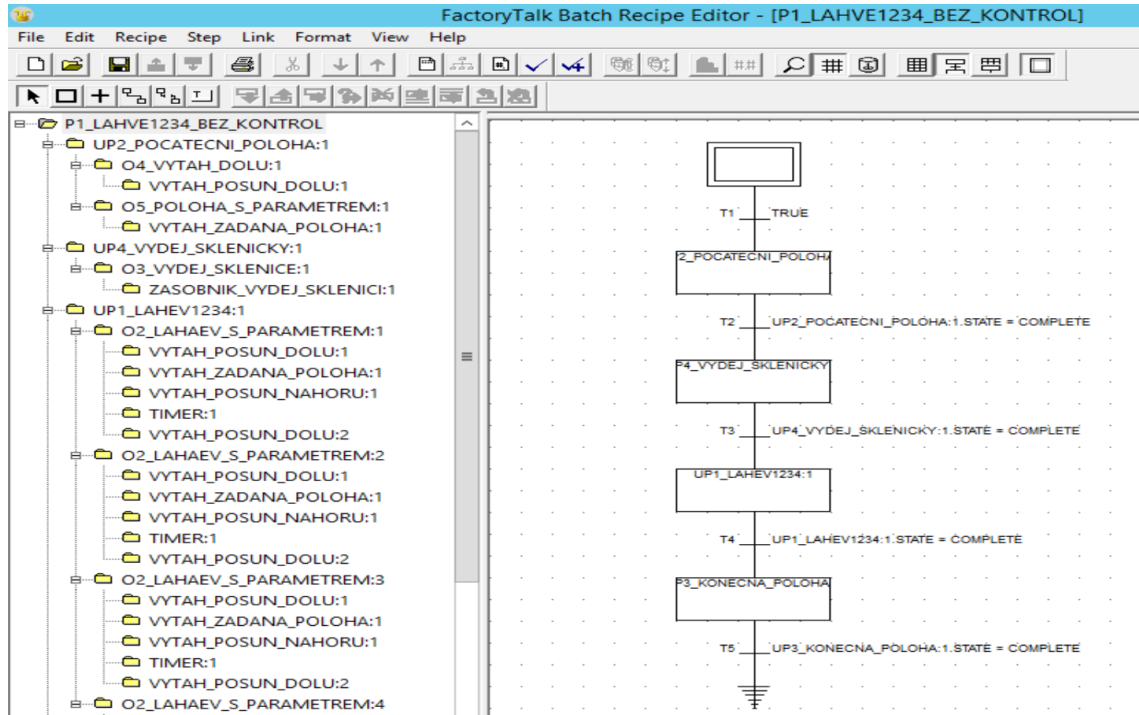 FactoryTalk Batch Recipe Editor - [P1_LAHVE1234_BEZ_KONTROL]
File Edit Recipe Step Link Format View Help
P1_LAHVE1234_BEZ_KONTROL
UP2_POCATECNI_POLOHA:1
O4_VYTAH_DOLU:1
VYTAH_POSUN_DOLU:1
O5_POLOHA_S_PARAMETREM:1
VYTAH_ZADANA_POLOHA:1
UP4_VYDEJ_SKLENICKY:1
O3_VYDEJ_SKLENICE:1
ZASOBNIK_VYDEJ_SKLENICI:1
UP1_LAHEV1234:1
O2_LAHAEV_S_PARAMETREM:1
VYTAH_POSUN_DOLU:1
VYTAH_ZADANA_POLOHA:1
VYTAH_POSUN_NAHORU:1
TIMER:1
VYTAH_POSUN_DOLU:2
O2_LAHAEV_S_PARAMETREM:2
VYTAH_POSUN_DOLU:1
VYTAH_ZADANA_POLOHA:1
VYTAH_POSUN_NAHORU:1
TIMER:1
VYTAH_POSUN_DOLU:2
O2_LAHAEV_S_PARAMETREM:3
VYTAH_POSUN_DOLU:1
VYTAH_ZADANA_POLOHA:1
VYTAH_POSUN_NAHORU:1
TIMER:1
VYTAH_POSUN_DOLU:2
O2_LAHAEV_S_PARAMETREM:4
T1 TRUE
P2_POCATECNI_POLOHA
T2 UP2_POCATECNI_POLOHA:1.STATE = COMPLETE
P4_VYDEJ_SKLENICKY
T3 UP4_VYDEJ_SKLENICKY:1.STATE = COMPLETE
UP1_LAHEV1234:1
T4 UP1_LAHEV1234:1.STATE = COMPLETE
P3_KONECNA_POLOHA
T5 UP3_KONECNA_POLOHA:1.STATE = COMPLETE